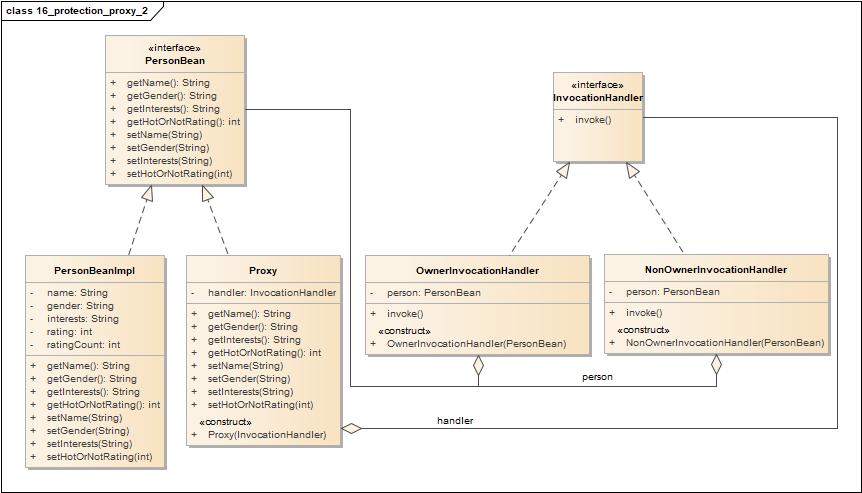 class 16_protection_proxy_2
«interface»
PersonBean
+ getName(): String
+ getGender(): String
+ getInterests(): String
+ getHotOrNotRating(): int
+ setName(String)
+ setGender(String)
+ setInterests(String)
+ setHotOrNotRating(int)
«interface»
InvocationHandler
+ invoke()
PersonBeanImpl
- name: String
- gender: String
- interests: String
- rating: int
- ratingCount: int
+ getName(): String
+ getGender(): String
+ getInterests(): String
+ getHotOrNotRating(): int
+ setName(String)
+ setGender(String)
+ setInterests(String)
+ setHotOrNotRating(int)
Proxy
- handler: InvocationHandler
+ getName(): String
+ getGender(): String
+ getInterests(): String
+ getHotOrNotRating(): int
+ setName(String)
+ setGender(String)
+ setInterests(String)
+ setHotOrNotRating(int)
«construct»
+ Proxy(InvocationHandler)
OwnerInvocationHandler
- person: PersonBean
+ invoke()
«construct»
+ OwnerInvocationHandler(PersonBean)
NonOwnerInvocationHandler
- person: PersonBean
+ invoke()
«construct»
+ NonOwnerInvocationHandler(PersonBean)
person
handler